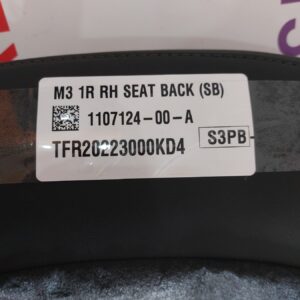 M3 1R RH SEAT BACK (SB)
1107124-00-A
TFR20223000KD4
S3PB-